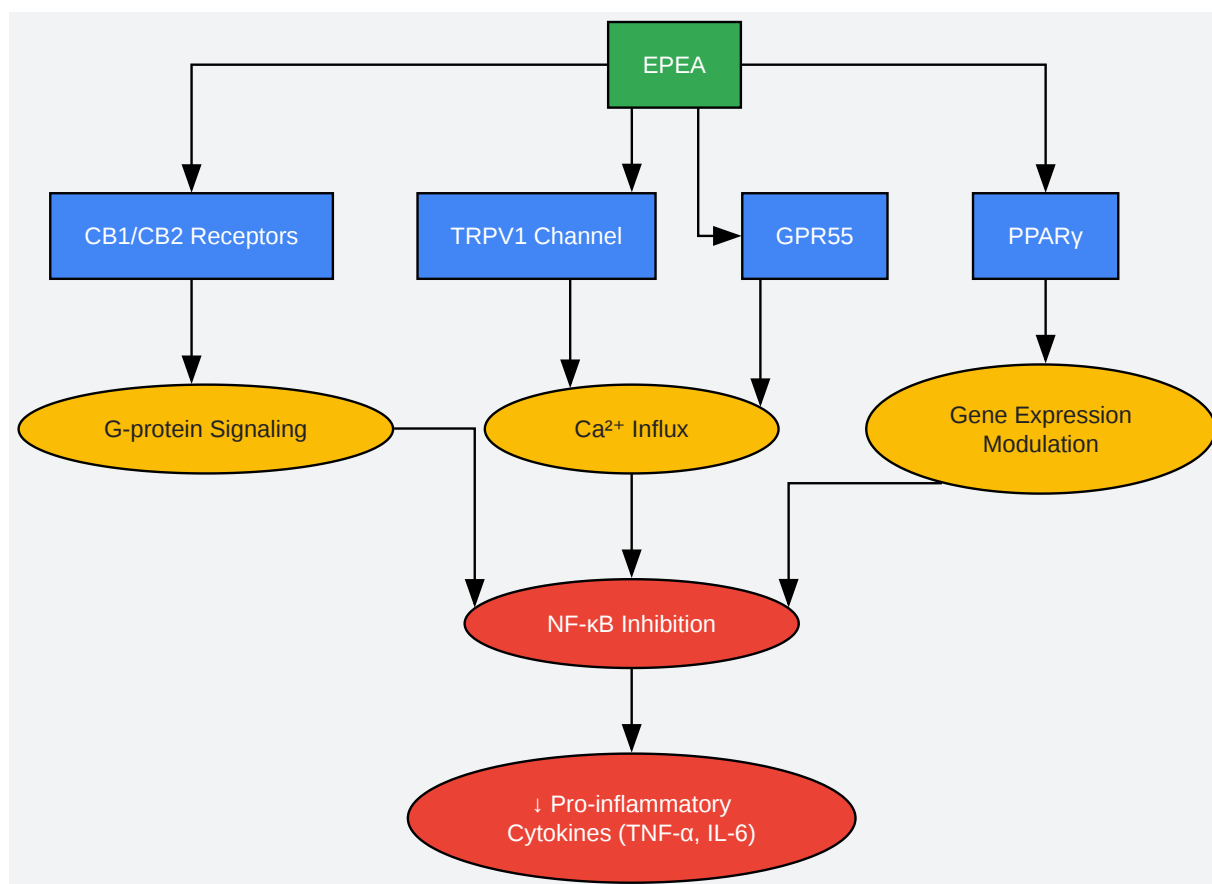 EPEA
CB1/CB2 Receptors
TRPV1 Channel
GPR55
PPARγ
G-protein Signaling
Ca²⁺ Influx
Gene Expression
Modulation
NF-κB Inhibition
↓ Pro-inflammatory
Cytokines (TNF-α, IL-6)